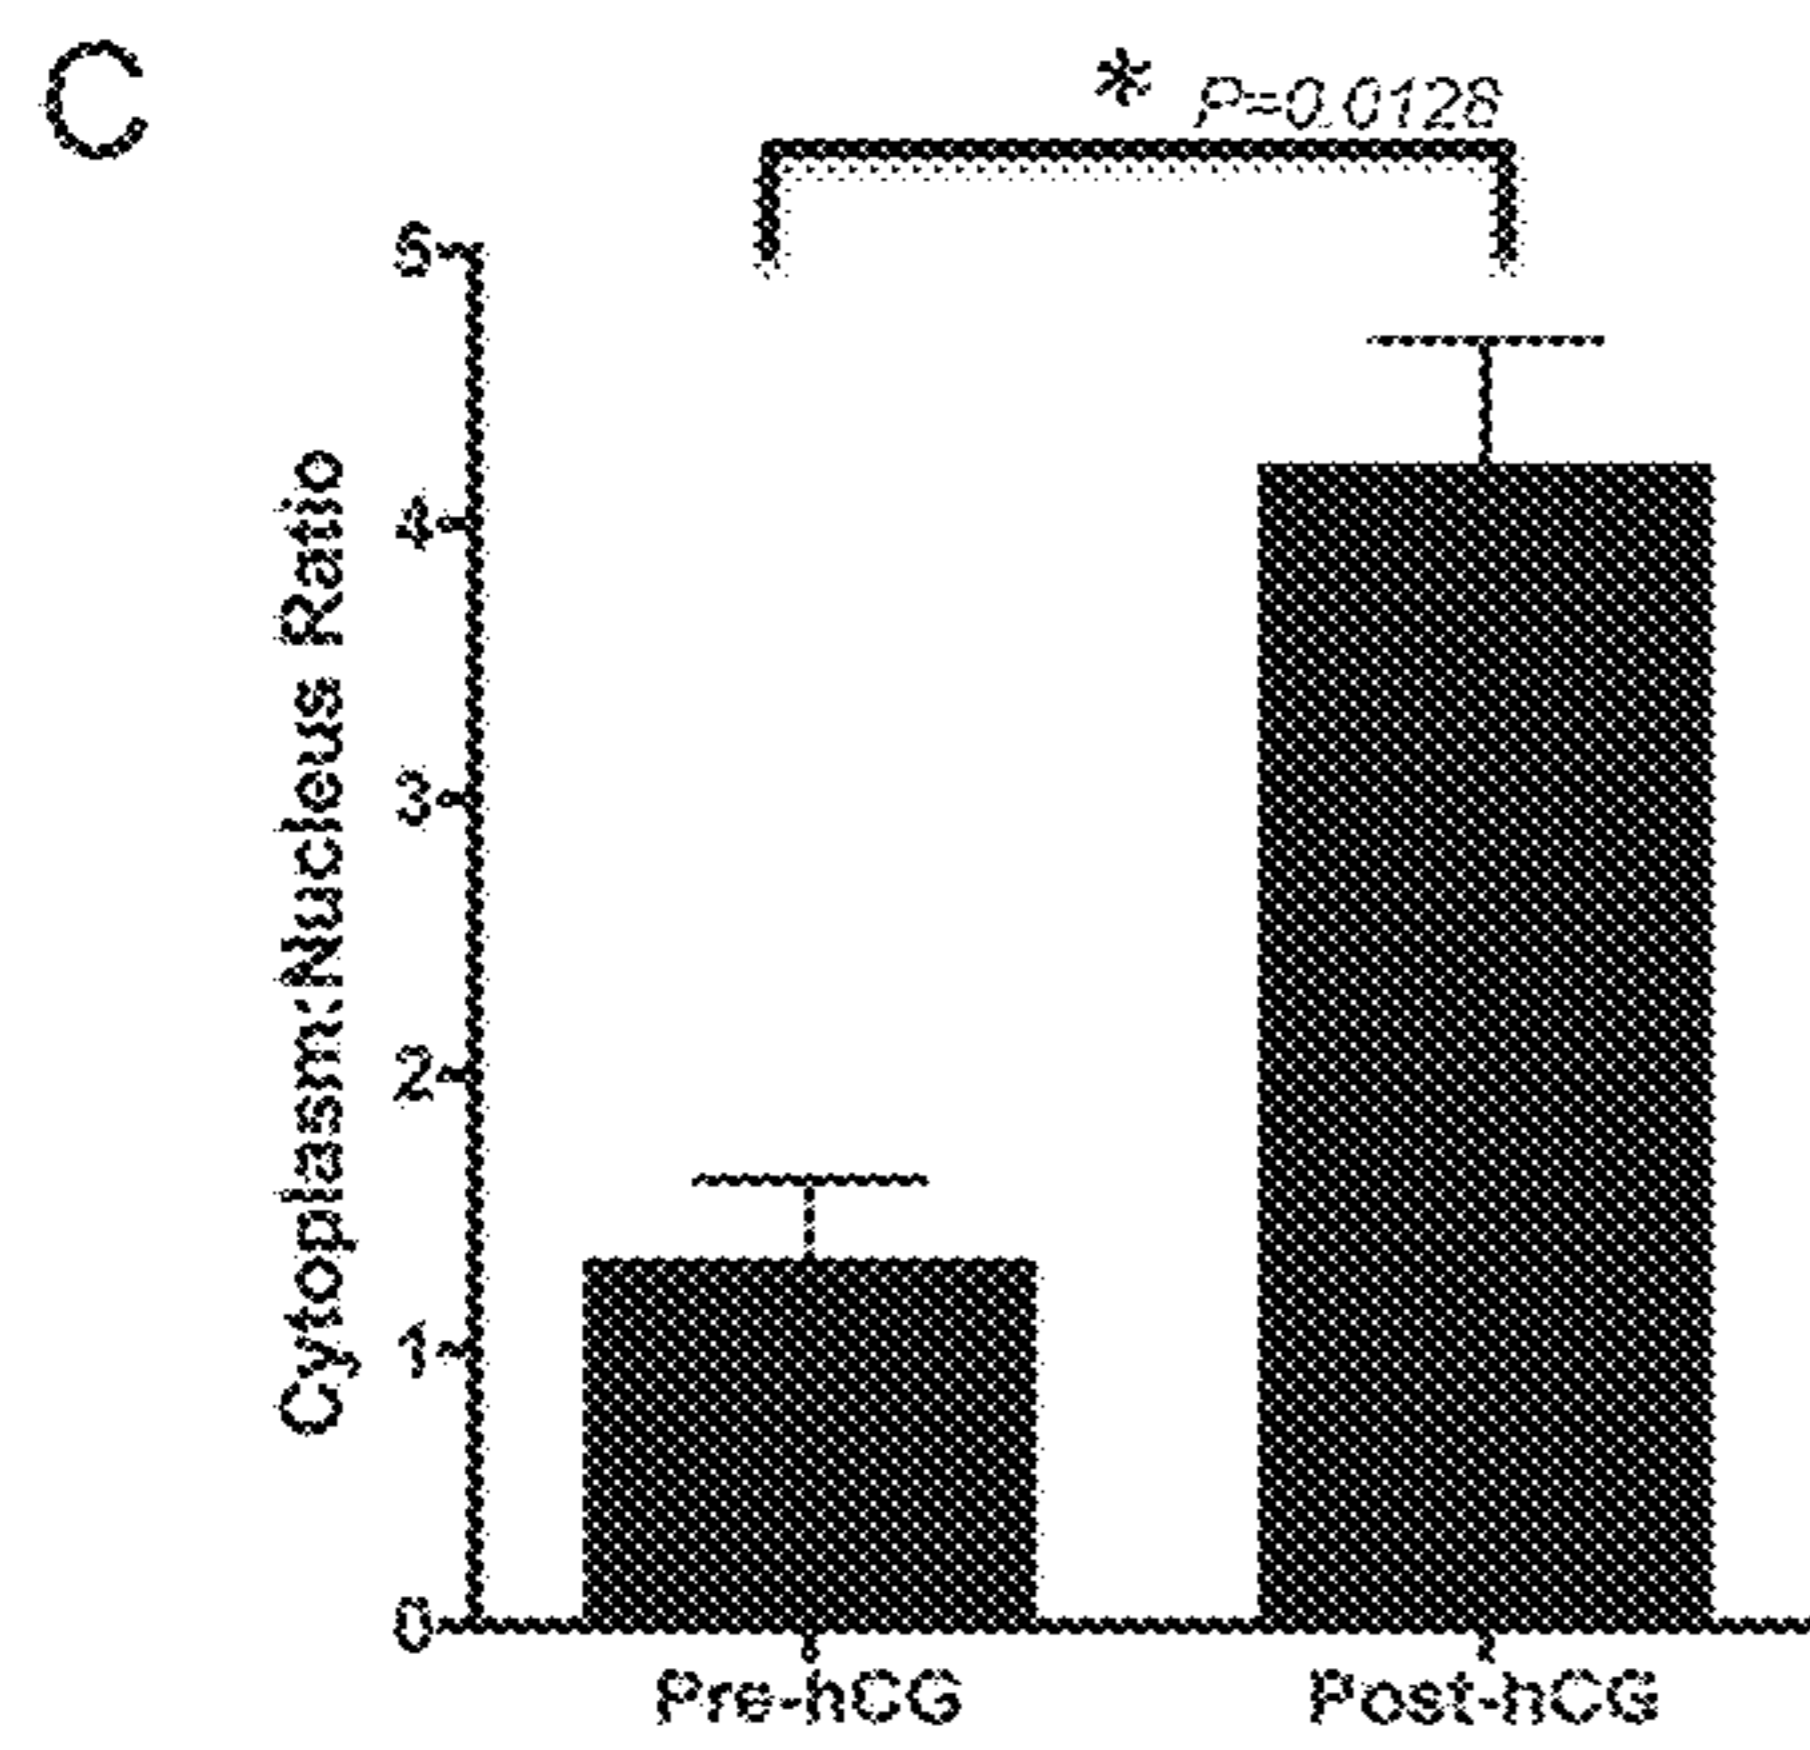 C
* P=0.0128
5
4
3
2
1
0
Cytoplasm:Nucleus Ratio
Pre-hCG
Post-hCG